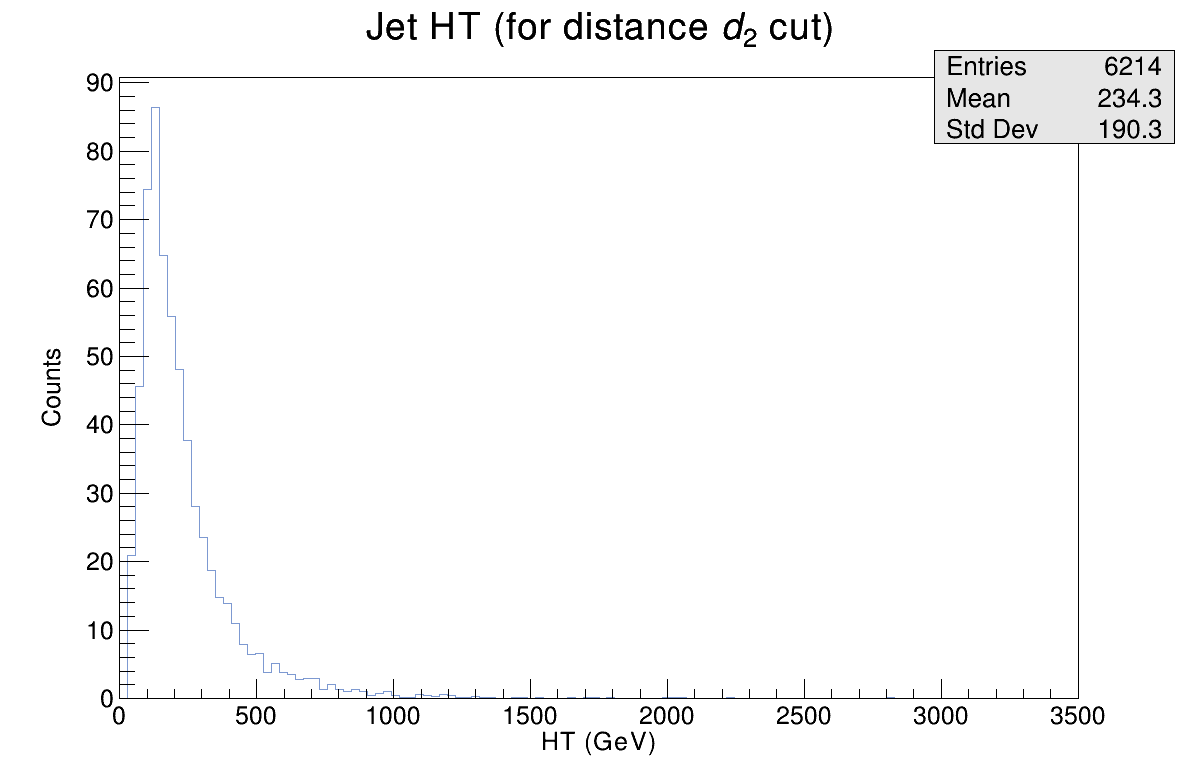 Jet HT (for distance d₂ cut)
Entries 6214
Mean 234.3
Std Dev 190.3
90
80
70
60
50
40
30
20
10
0
Counts
0 500 1000 1500 2000 2500 3000 3500
HT (GeV)